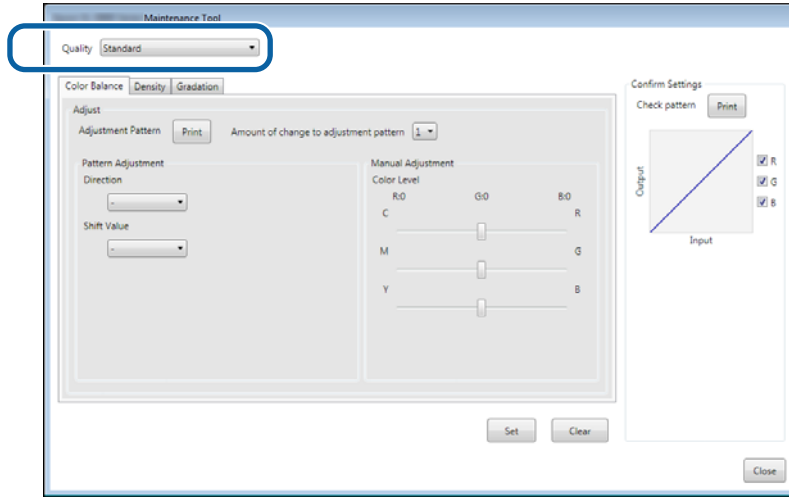 Maintenance Tool
Quality Standard
Color Balance Density Gradation
Adjust
Adjustment Pattern Print Amount of change to adjustment pattern 1
Pattern Adjustment
Direction
-
Shift Value
-
Manual Adjustment
Color Level
R:0 G:0 B:0
C R
M G
Y B
Set Clear
Confirm Settings
Check pattern Print
Output
R
G
B
Input
Close